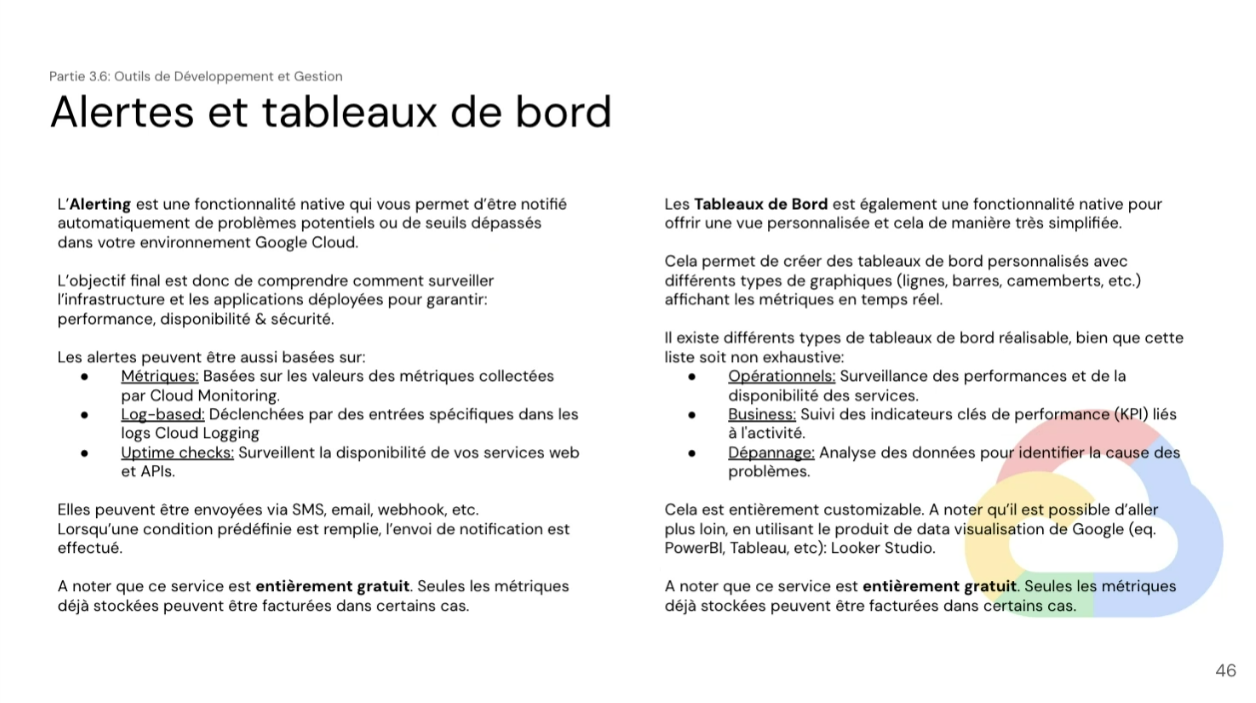 Partie 3.6: Outils de Développement et Gestion
Alertes et tableaux de bord
L'Alerting est une fonctionnalité native qui vous permet d'être notifié
automatiquement de problèmes potentiels ou de seuils dépassés
dans votre environnement Google Cloud.
L'objectif final est donc de comprendre comment surveiller
l'infrastructure et les applications déployées pour garantir:
performance, disponibilité & sécurité.
Les alertes peuvent être aussi basées sur:
● Métriques: Basées sur les valeurs des métriques collectées
par Cloud Monitoring.
● Log-based: Déclenchées par des entrées spécifiques dans les
logs Cloud Logging
● Uptime checks: Surveillent la disponibilité de vos services web
et APIs.
Elles peuvent être envoyées via SMS, email, webhook, etc.
Lorsqu'une condition prédéfinie est remplie, l'envoi de notification est
effectué.
A noter que ce service est entièrement gratuit. Seules les métriques
déjà stockées peuvent être facturées dans certains cas.
Les Tableaux de Bord est également une fonctionnalité native pour
offrir une vue personnalisée et cela de manière très simplifiée.
Cela permet de créer des tableaux de bord personnalisés avec
différents types de graphiques (lignes, barres, camemberts, etc.)
affichant les métriques en temps réel.
Il existe différents types de tableaux de bord réalisable, bien que cette
liste soit non exhaustive:
● Opérationnels: Surveillance des performances et de la
disponibilité des services.
● Business: Suivi des indicateurs clés de performance (KPI) liés
à l'activité.
● Dépannage: Analyse des données pour identifier la cause des
problèmes.
Cela est entièrement customizable. A noter qu'il est possible d'aller
plus loin, en utilisant le produit de data visualisation de Google (eq.
PowerBI, Tableau, etc): Looker Studio.
A noter que ce service est entièrement gratuit. Seules les métriques
déjà stockées peuvent être facturées dans certains cas.
46